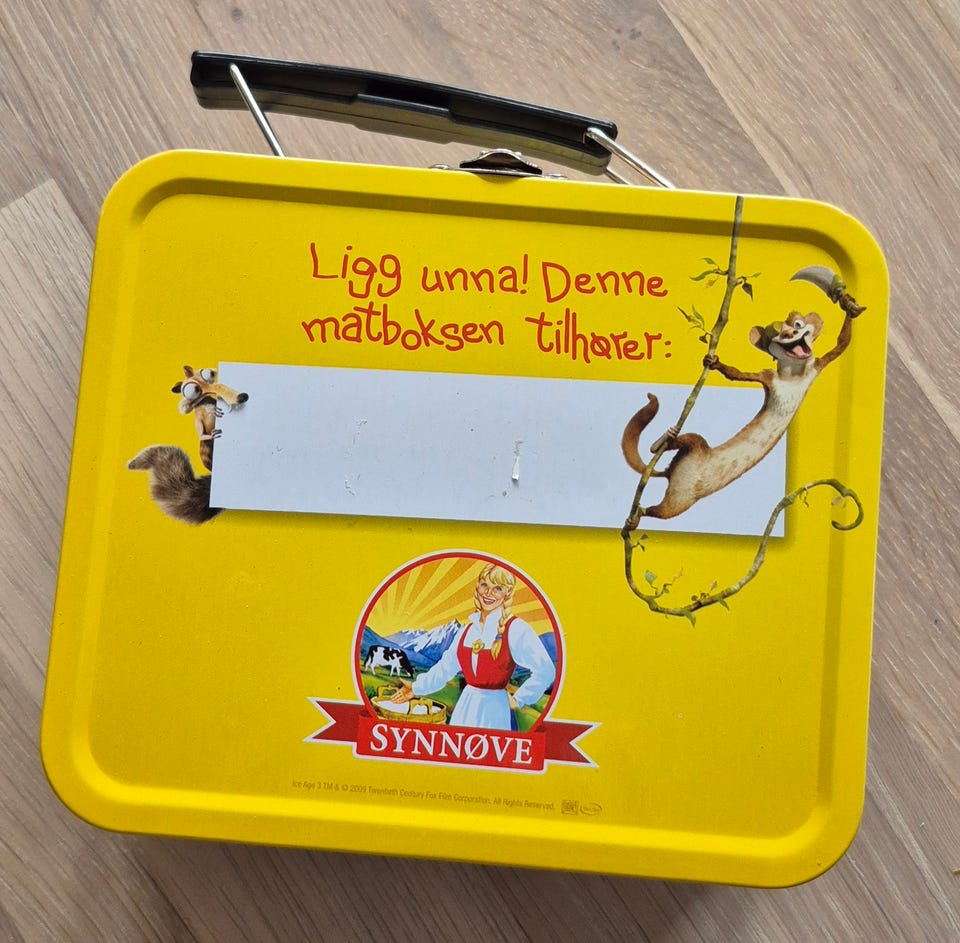 Ligg unna! Denne
matboksen tilhører:
SYNNØVE
Ice Age 3 TM & © 2009 Twentieth Century Fox Film Corporation. All Rights Reserved.